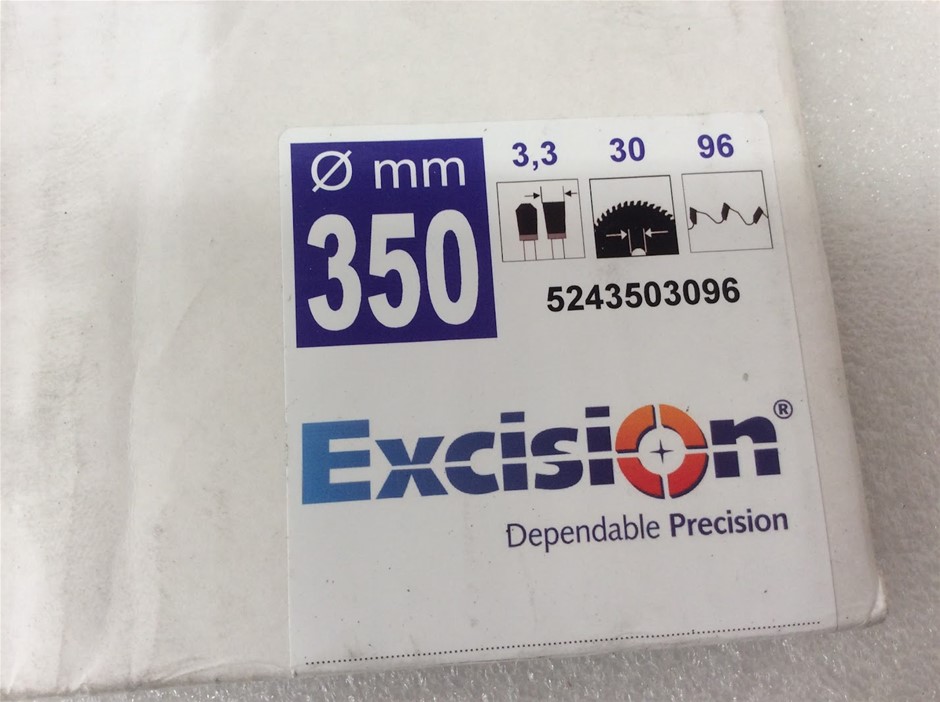 Ø mm
350
3,3 30 96
5243503096
Excision®
Dependable Precision